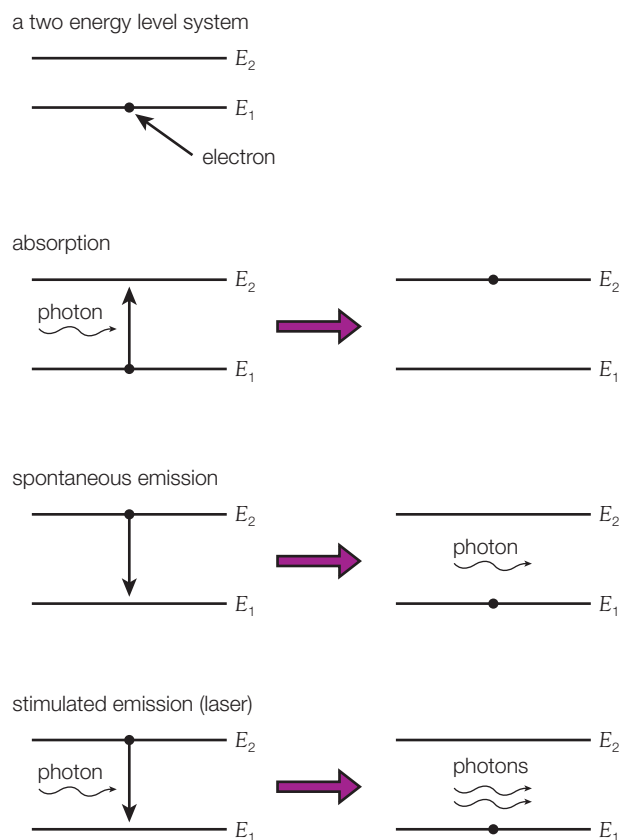 a two energy level system
E₂
E₁
electron
absorption
E₂
photon
E₁
E₂
E₁
spontaneous emission
E₂
E₁
E₂
photon
E₁
stimulated emission (laser)
E₂
photon
E₁
E₂
photons
E₁